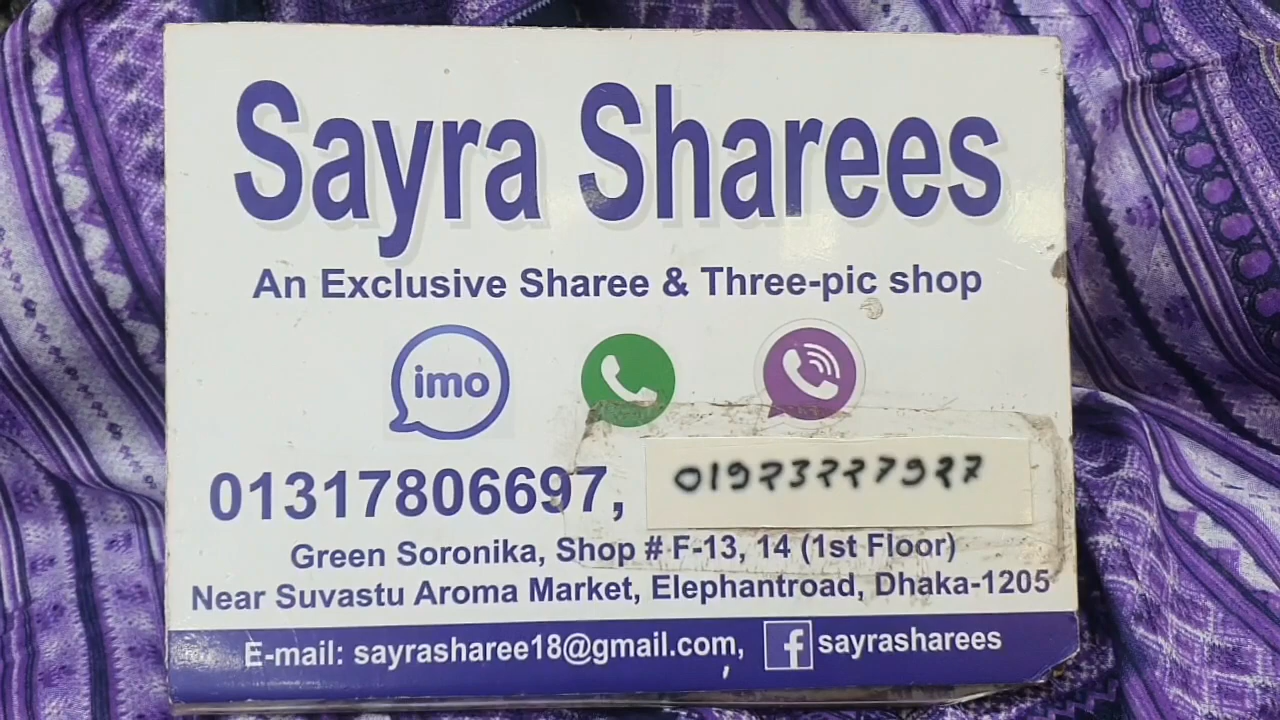 Sayra Sharees
An Exclusive Sharee & Three-pic shop
imo
01317806697, 01923227927
Green Soronika, Shop # F-13, 14 (1st Floor)
Near Suvastu Aroma Market, Elephantroad, Dhaka-1205
E-mail: sayrasharee18@gmail.com, f sayrasharees